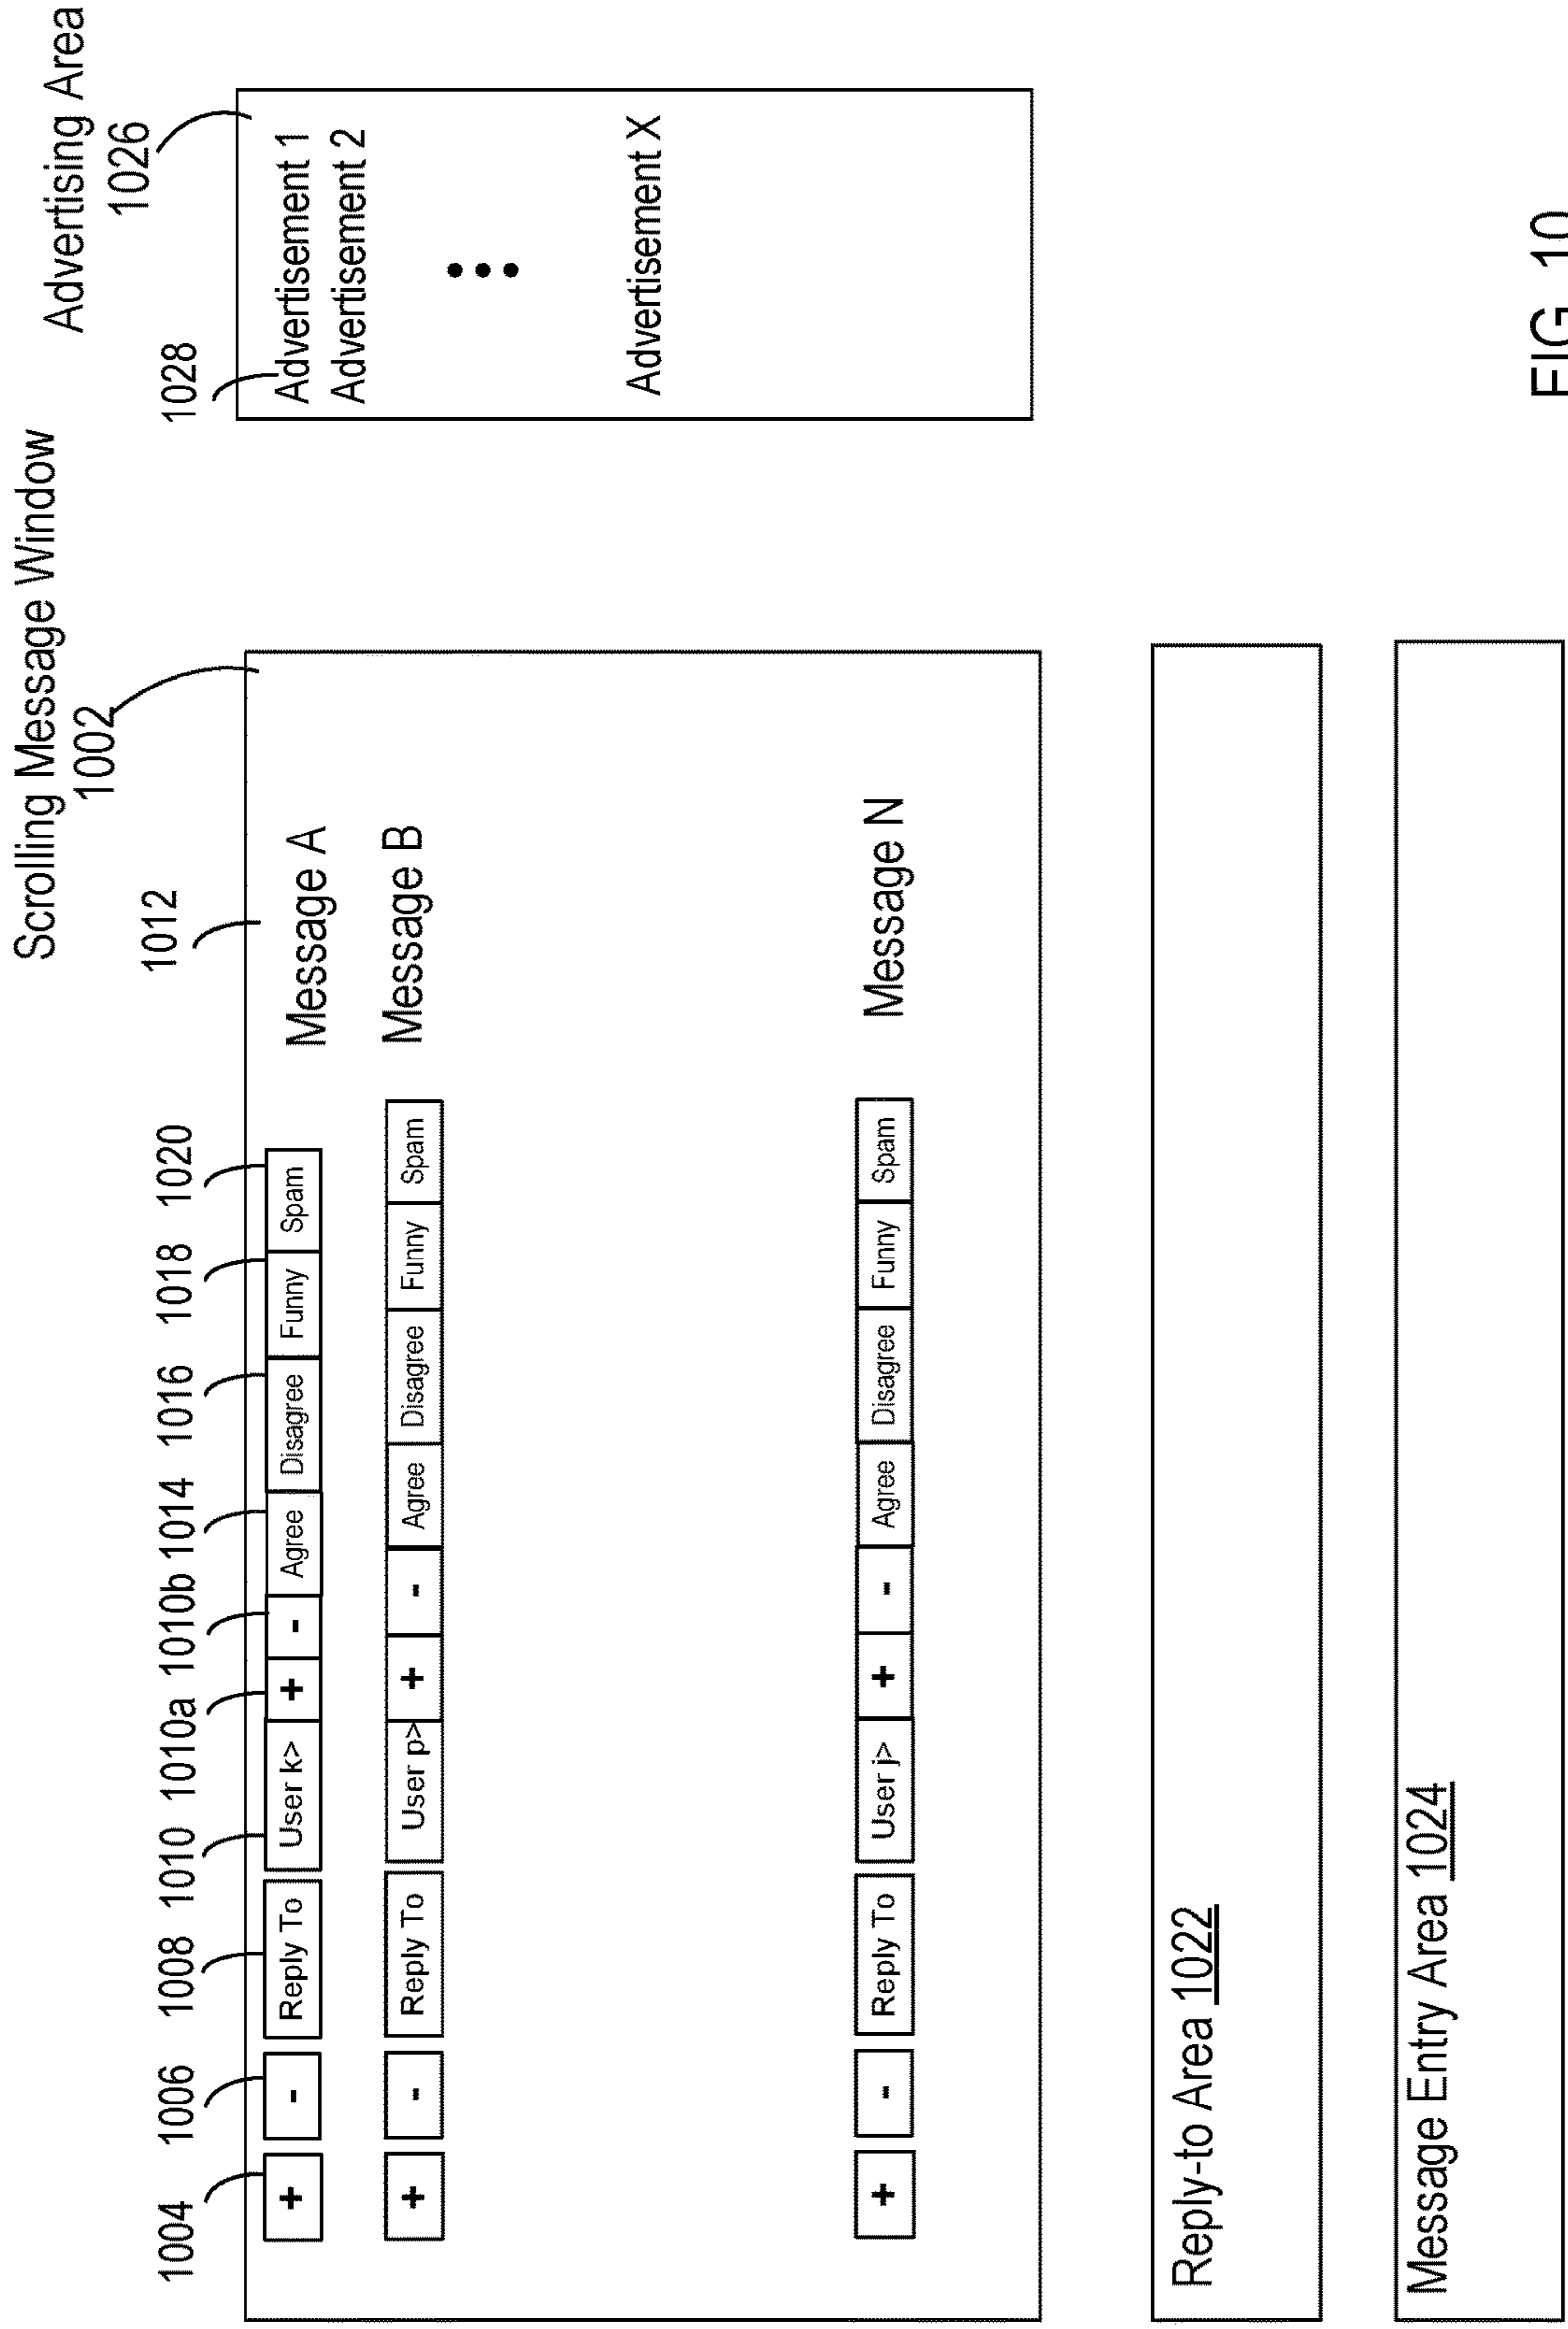 Scrolling Message Window
1002
Advertising Area
1026
1004 1006 1008 1010 1010a 1010b 1014 1016 1018 1020 1012
1028
+ - Reply To User k> + - Agree Disagree Funny Spam Message A
+ - Reply To User p> + - Agree Disagree Funny Spam Message B
+ - Reply To User j> + - Agree Disagree Funny Spam Message N
Advertisement 1
Advertisement 2
Advertisement X
Reply-to Area 1022
Message Entry Area 1024
FIG. 10